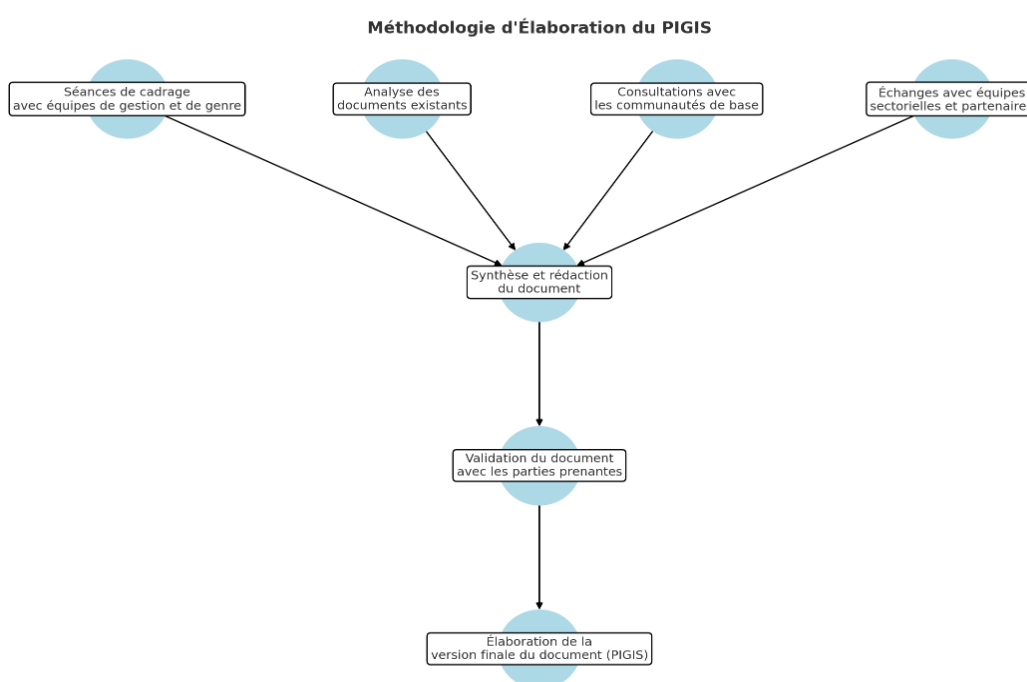 Méthodologie d'Élaboration du PIGIS
Séances de cadrage
avec équipes de gestion et de genre
Analyse des
documents existants
Consultations avec
les communautés de base
Échanges avec équipes
sectorielles et partenaire
Synthèse et rédaction
du document
Validation du document
avec les parties prenantes
Élaboration de la
version finale du document (PIGIS)